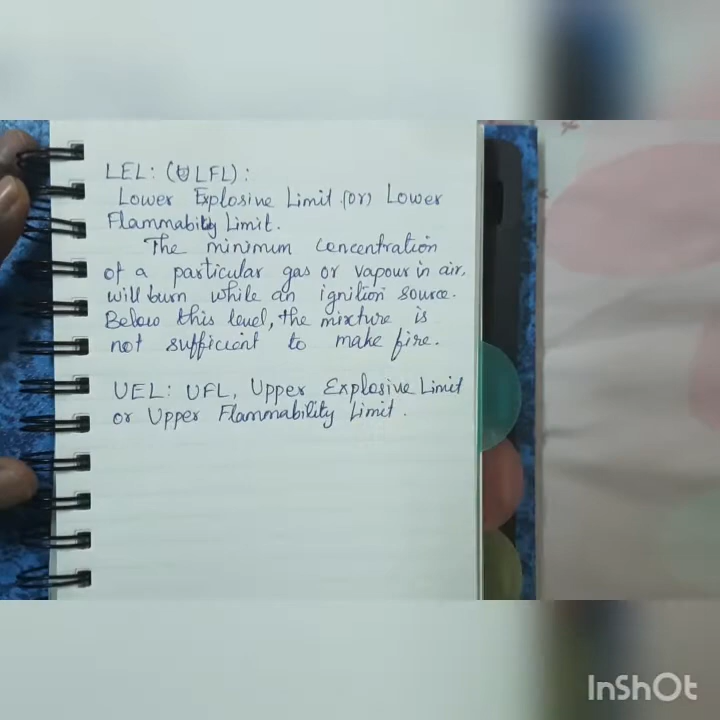 LEL: (LFL):
Lower Explosive Limit (or) Lower
Flammability Limit.
The minimum concentration
of a particular gas or vapour in air,
will burn while an ignition source.
Below this level, the mixture is
not sufficient to make fire.
UEL: UFL, Upper Explosive Limit
or Upper Flammability Limit.
InShOt